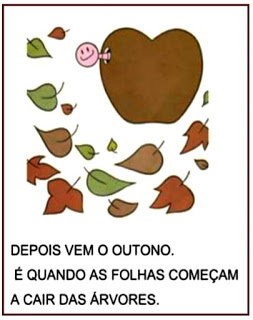 DEPOIS VEM O OUTONO.
É QUANDO AS FOLHAS COMEÇAM
A CAIR DAS ÁRVORES.